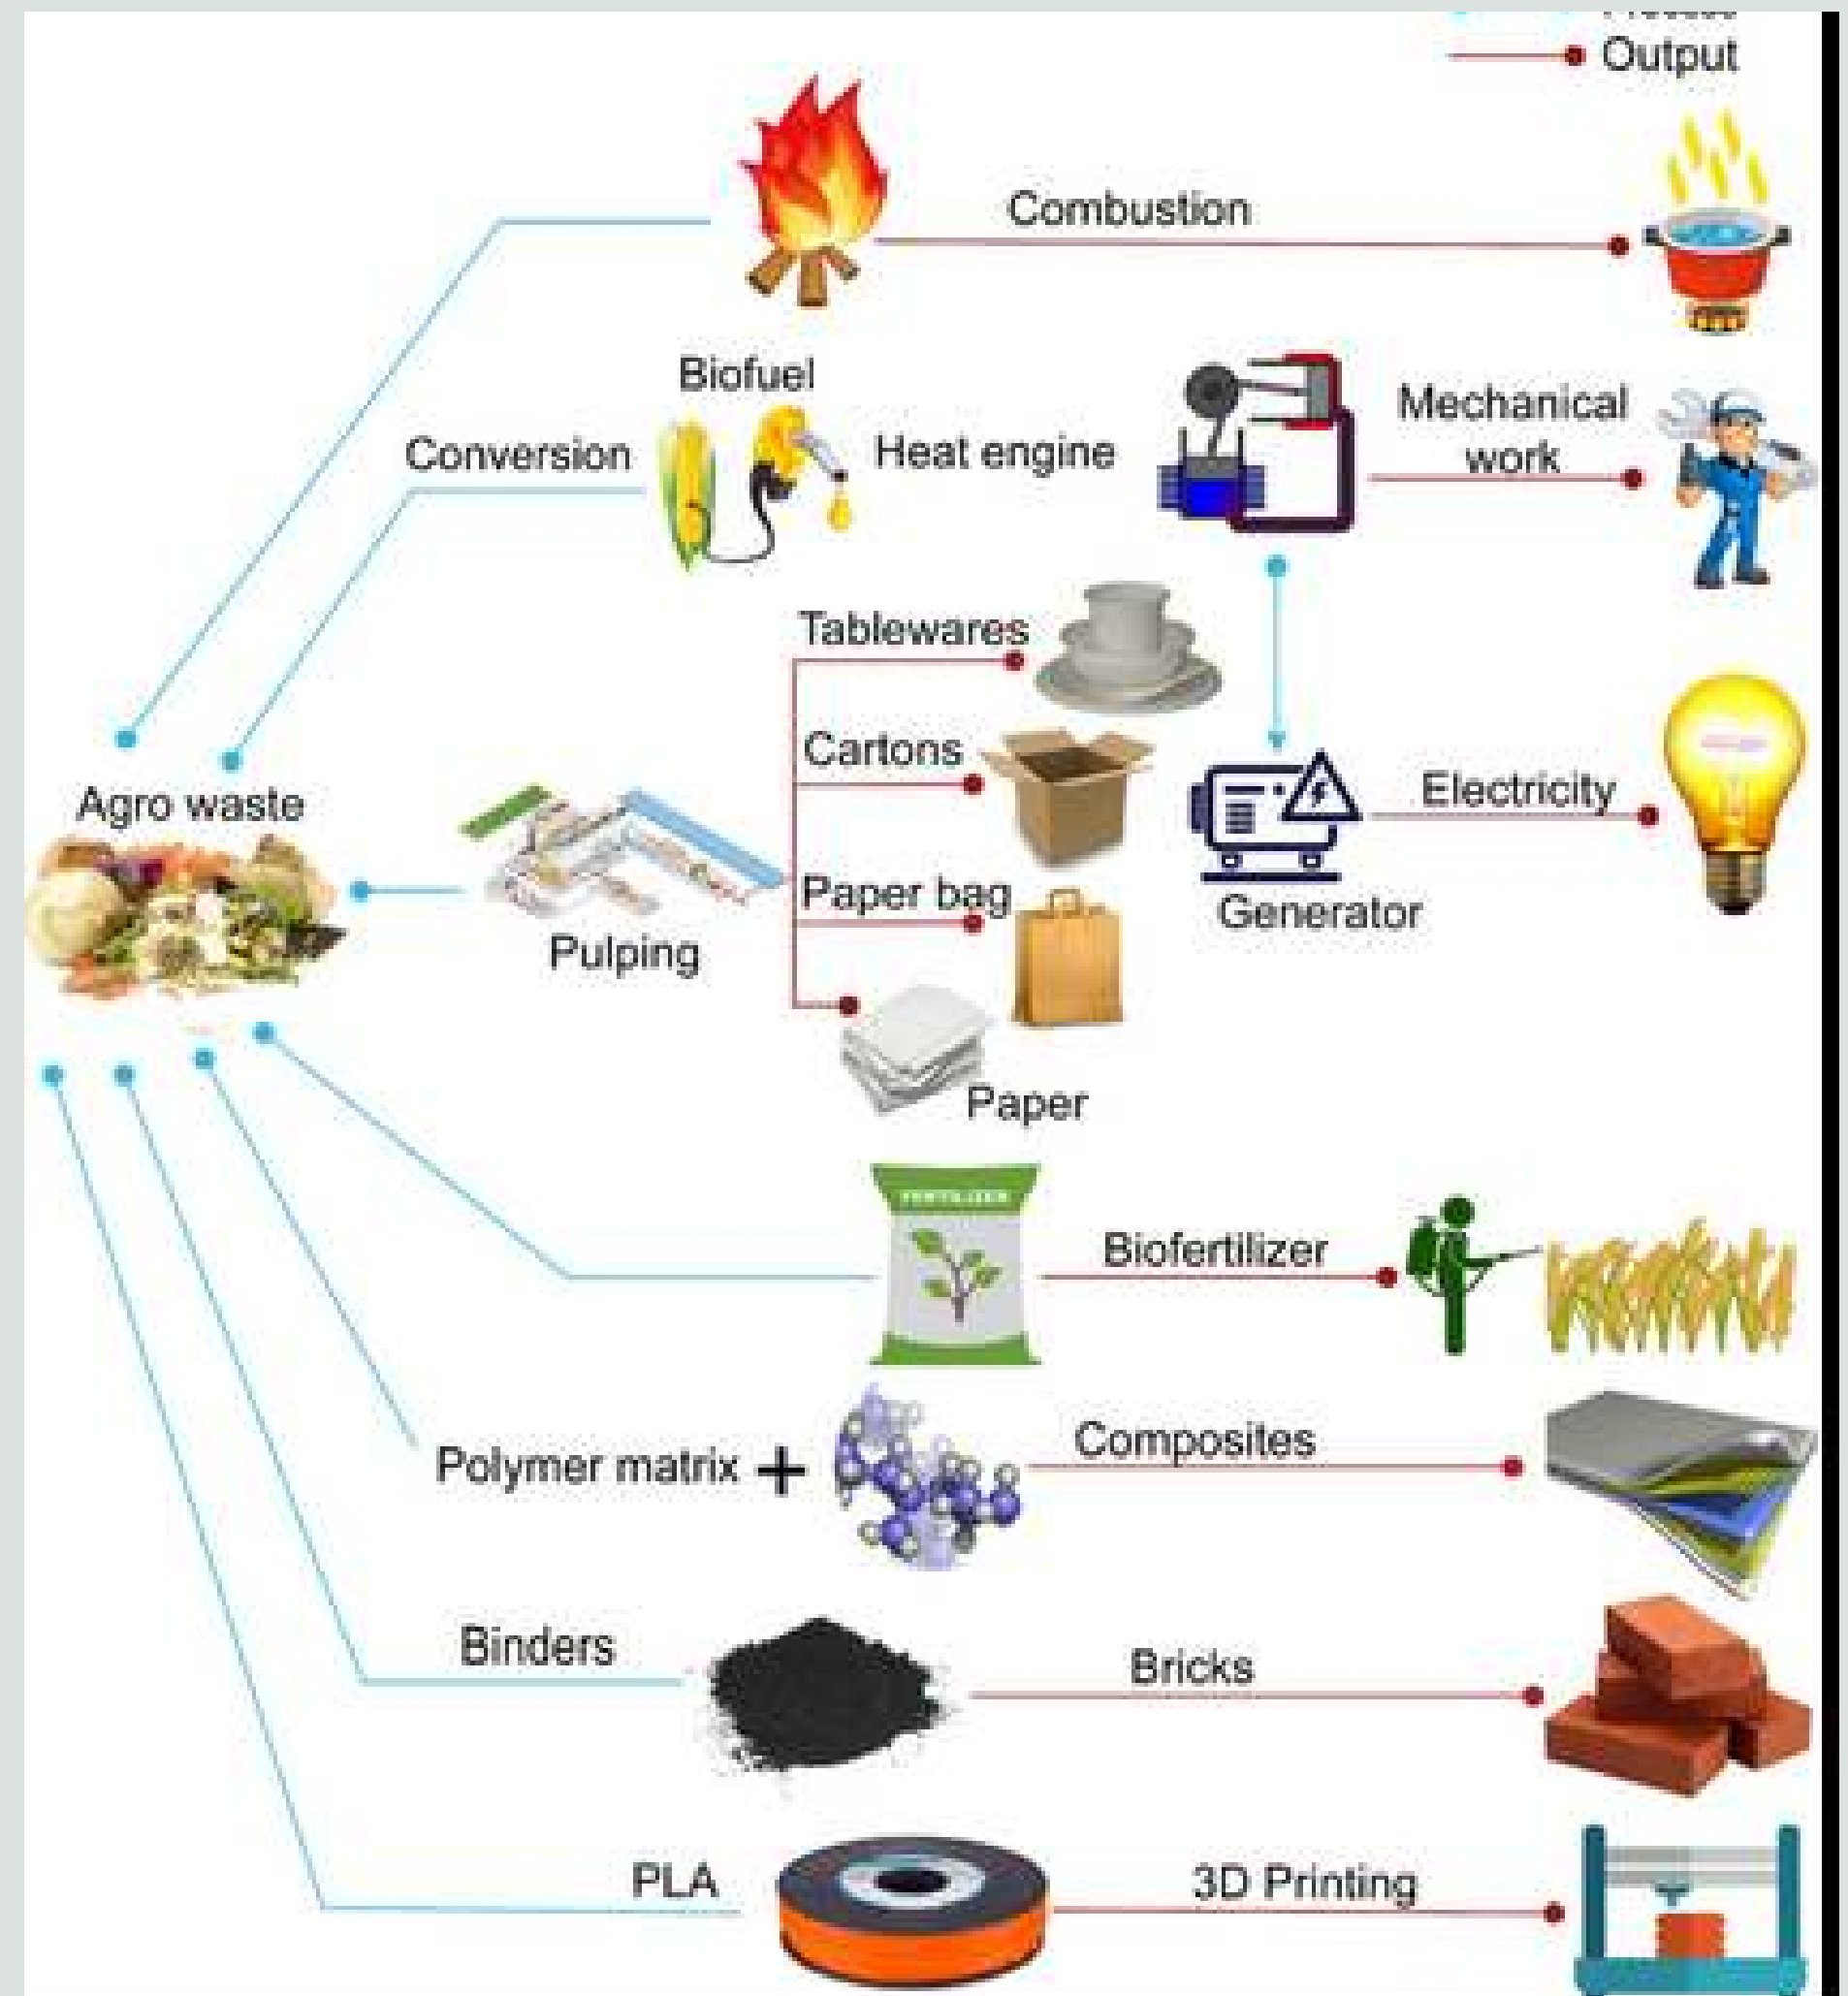 Output
Combustion
Biofuel
Conversion
Heat engine
Mechanical
work
Tablewares
Cartons
Electricity
Agro waste
Paper bag
Generator
Pulping
Paper
FERTILIZER
Biofertilizer
Composites
Polymer matrix +
Binders
Bricks
PLA
3D Printing